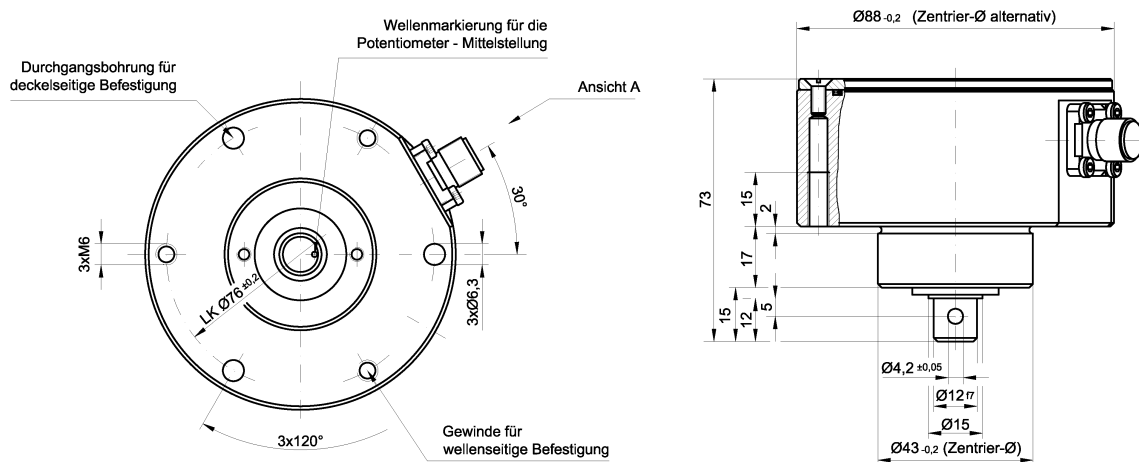 Wellenmarkierung für die
Potentiometer - Mittelstellung
Durchgangsbohrung für
deckelseitige Befestigung
Ansicht A
30°
3xM6
LK Ø76 ±0,2
3xØ6,3
3x120°
Gewinde für
wellenseitige Befestigung
Ø88 -0,2 (Zentrier-Ø alternativ)
73
15
2
17
15
12
5
Ø4,2 ±0,05
Ø12 f7
Ø15
Ø43 -0,2 (Zentrier-Ø)